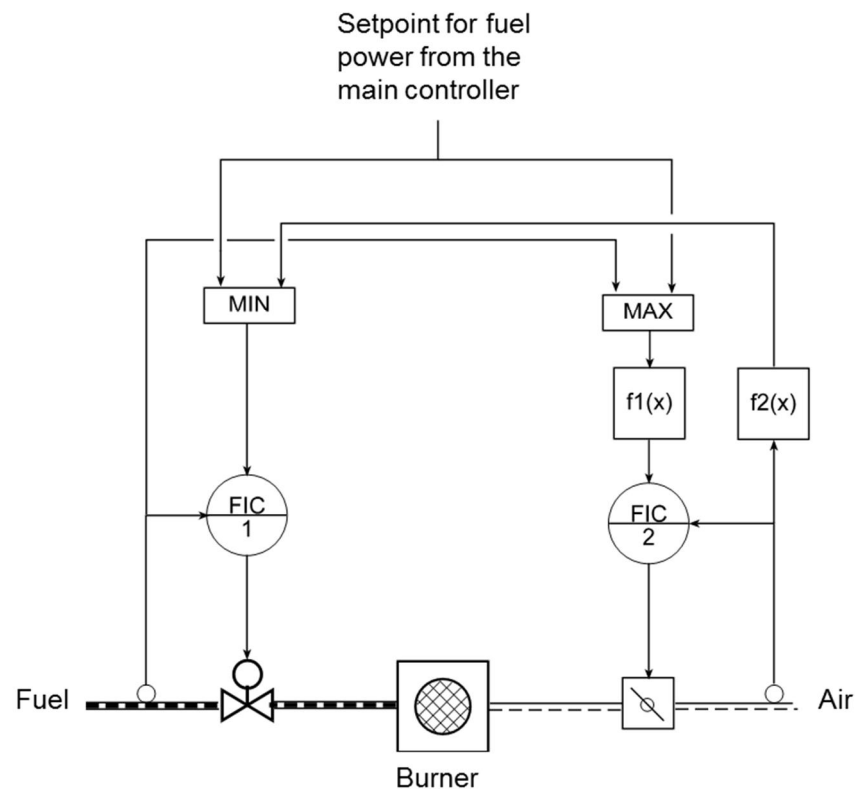 Setpoint for fuel
power from the
main controller
MIN
MAX
f1(x)
f2(x)
FIC
1
FIC
2
Fuel
Air
Burner